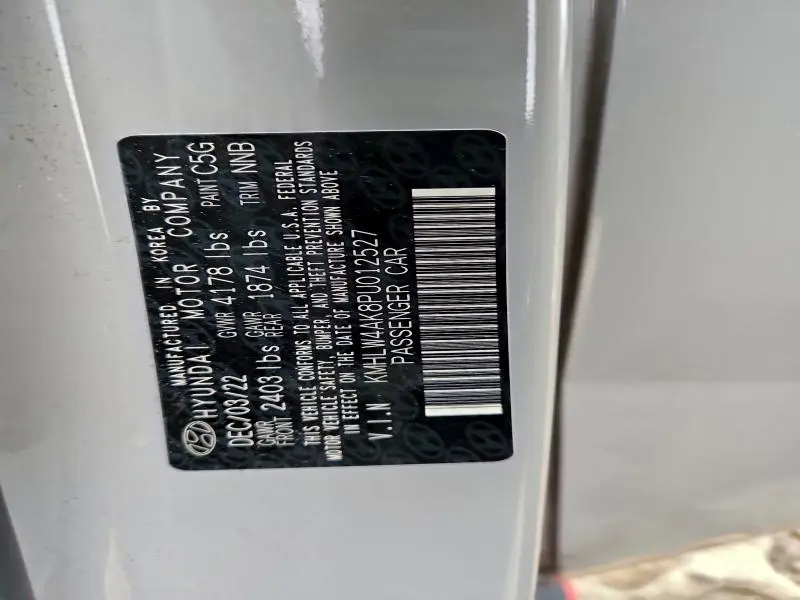 MANUFACTURED IN KOREA BY
HYUNDAI MOTOR COMPANY
DEC/03/22 GVWR 4178 lbs PAINT C5G
GAWR FRONT 2403 lbs GAWR REAR 1874 lbs TRIM NNB
THIS VEHICLE CONFORMS TO ALL APPLICABLE U.S.A. FEDERAL
MOTOR VEHICLE SAFETY, BUMPER, AND THEFT PREVENTION STANDARDS
IN EFFECT ON THE DATE OF MANUFACTURE SHOWN ABOVE
V.I.N KMHLW4AK8PU012527
PASSENGER CAR